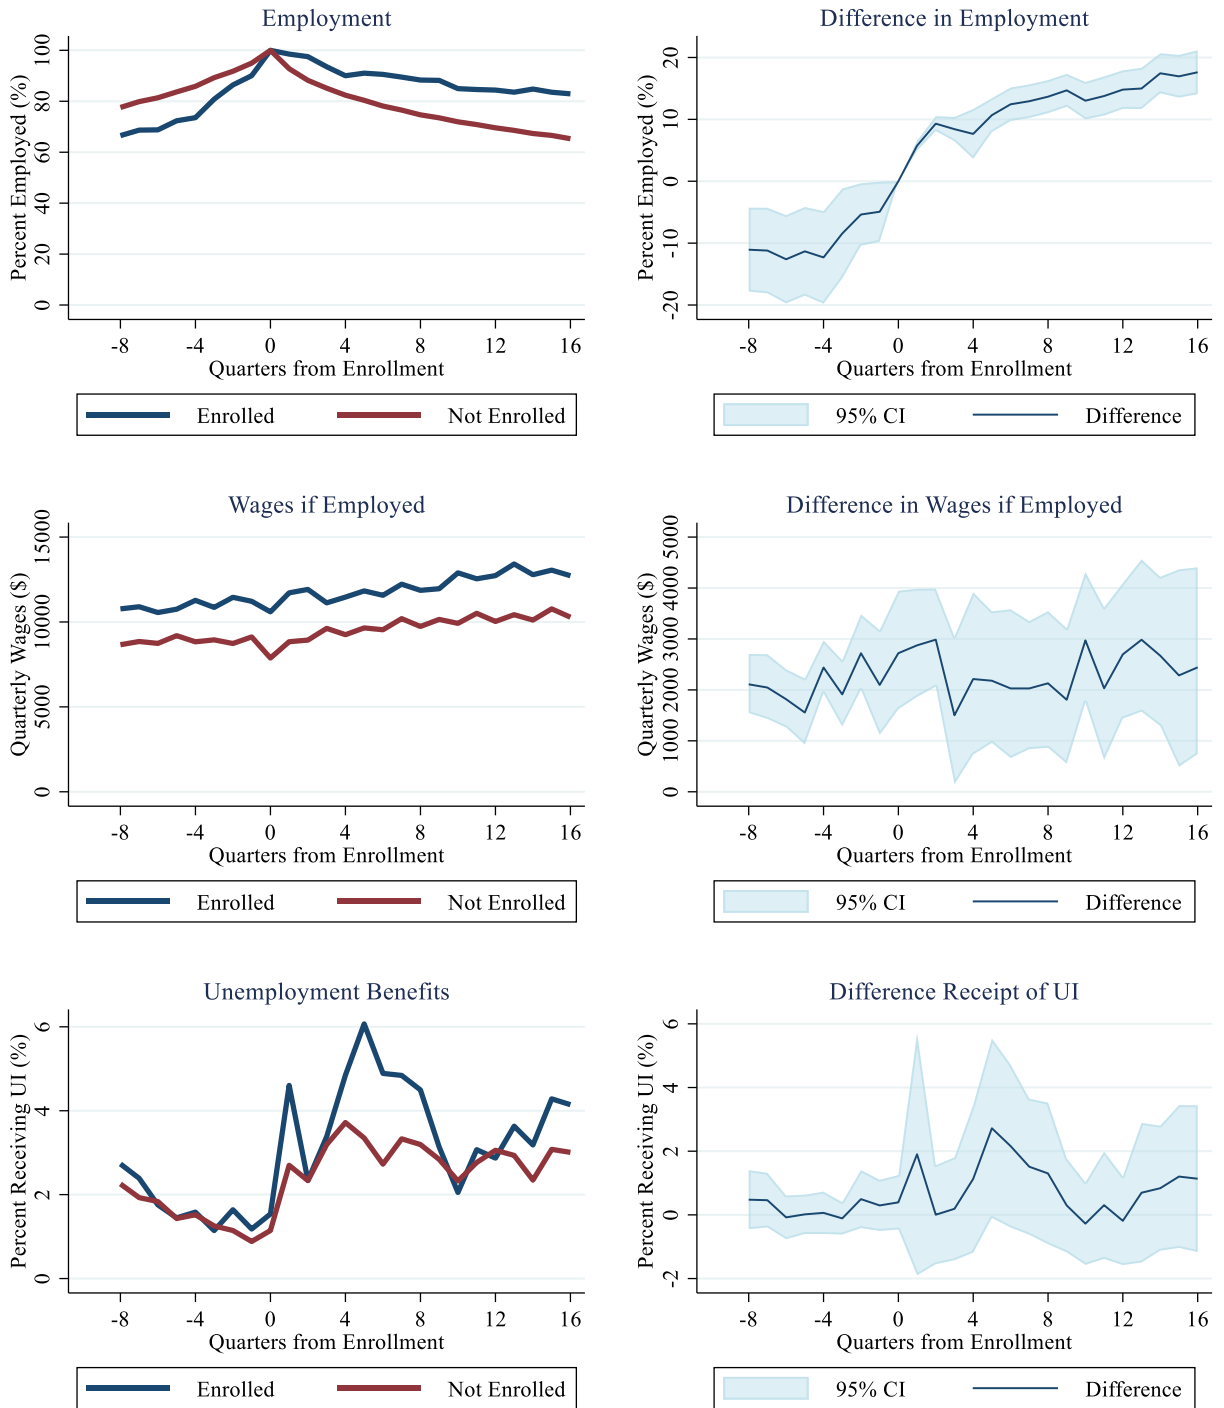 Employment
Percent Employed (%)
100
80
60
40
20
0
-8 -4 0 4 8 12 16
Quarters from Enrollment
Enrolled Not Enrolled
Difference in Employment
Percent Employed (%)
20
10
0
-10
-20
-8 -4 0 4 8 12 16
Quarters from Enrollment
95% CI Difference
Wages if Employed
Quarterly Wages ($)
15000
10000
5000
0
-8 -4 0 4 8 12 16
Quarters from Enrollment
Enrolled Not Enrolled
Difference in Wages if Employed
Quarterly Wages ($)
5000
4000
3000
2000
1000
0
-8 -4 0 4 8 12 16
Quarters from Enrollment
95% CI Difference
Unemployment Benefits
Percent Receiving UI (%)
6
4
2
0
-8 -4 0 4 8 12 16
Quarters from Enrollment
Enrolled Not Enrolled
Difference Receipt of UI
Percent Receiving UI (%)
6
4
2
0
-2
-8 -4 0 4 8 12 16
Quarters from Enrollment
95% CI Difference